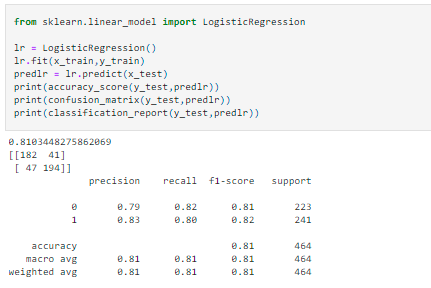 from sklearn.linear_model import LogisticRegression
lr = LogisticRegression()
lr.fit(x_train,y_train)
predlr = lr.predict(x_test)
print(accuracy_score(y_test,predlr))
print(confusion_matrix(y_test,predlr))
print(classification_report(y_test,predlr))
0.8103448275862069
[[182 41]
[ 47 194]]
precision recall f1-score support
0 0.79 0.82 0.81 223
1 0.83 0.80 0.82 241
accuracy 0.81 464
macro avg 0.81 0.81 0.81 464
weighted avg 0.81 0.81 0.81 464